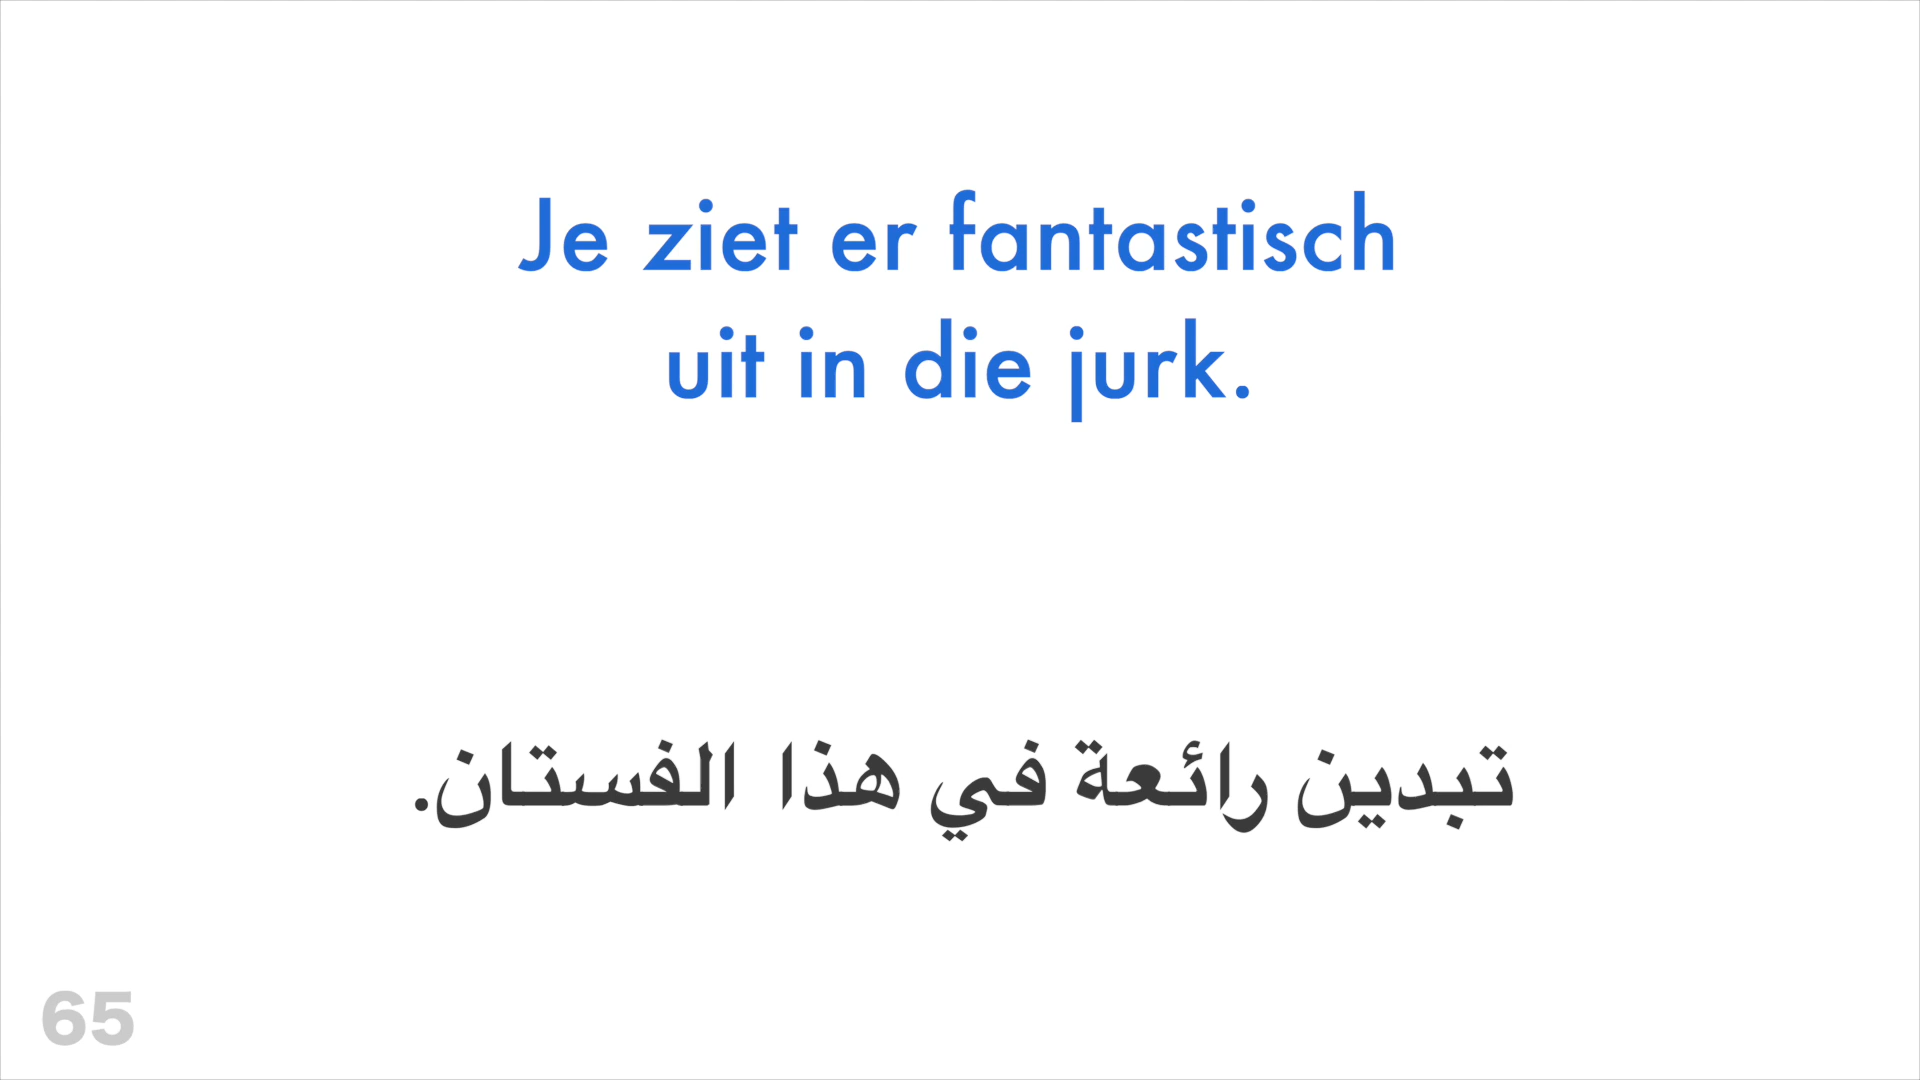 Je ziet er fantastisch
uit in die jurk.
تبدين رائعة في هذا الفستان.
65